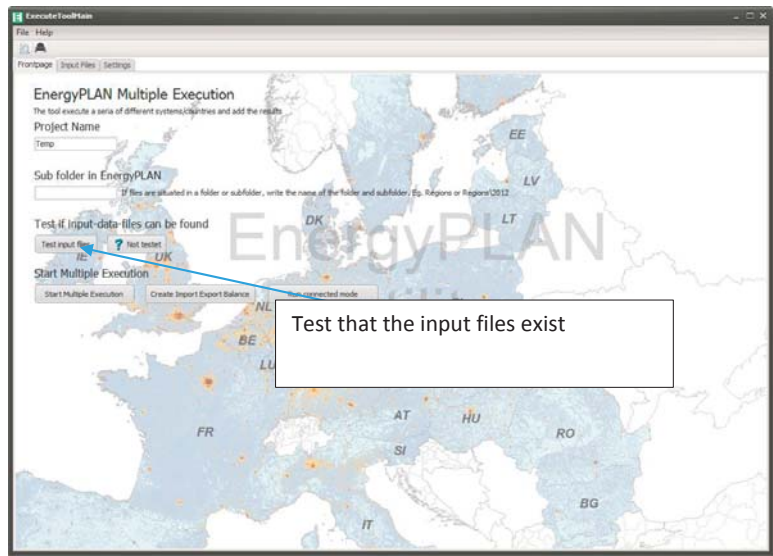 ExecuteToolMain
File Help
Frontpage Input Files Settings
EnergyPLAN Multiple Execution
The tool execute a seria of different systems/countries and add the results
Project Name
Temp
Sub folder in EnergyPLAN
If files are situated in a folder or subfolder, write the name of the folder and subfolder. Eg. Regions or Regions\2012
Test if input-data-files can be found
Test input files ? Not testet
Start Multiple Execution
Start Multiple Execution Create Import Export Balance Run connected mode
Test that the input files exist
EnergyPLAN
EE
LV
LT
DK
IE
UK
NL
BE
LU
FR
AT
HU
RO
SI
BG
IT